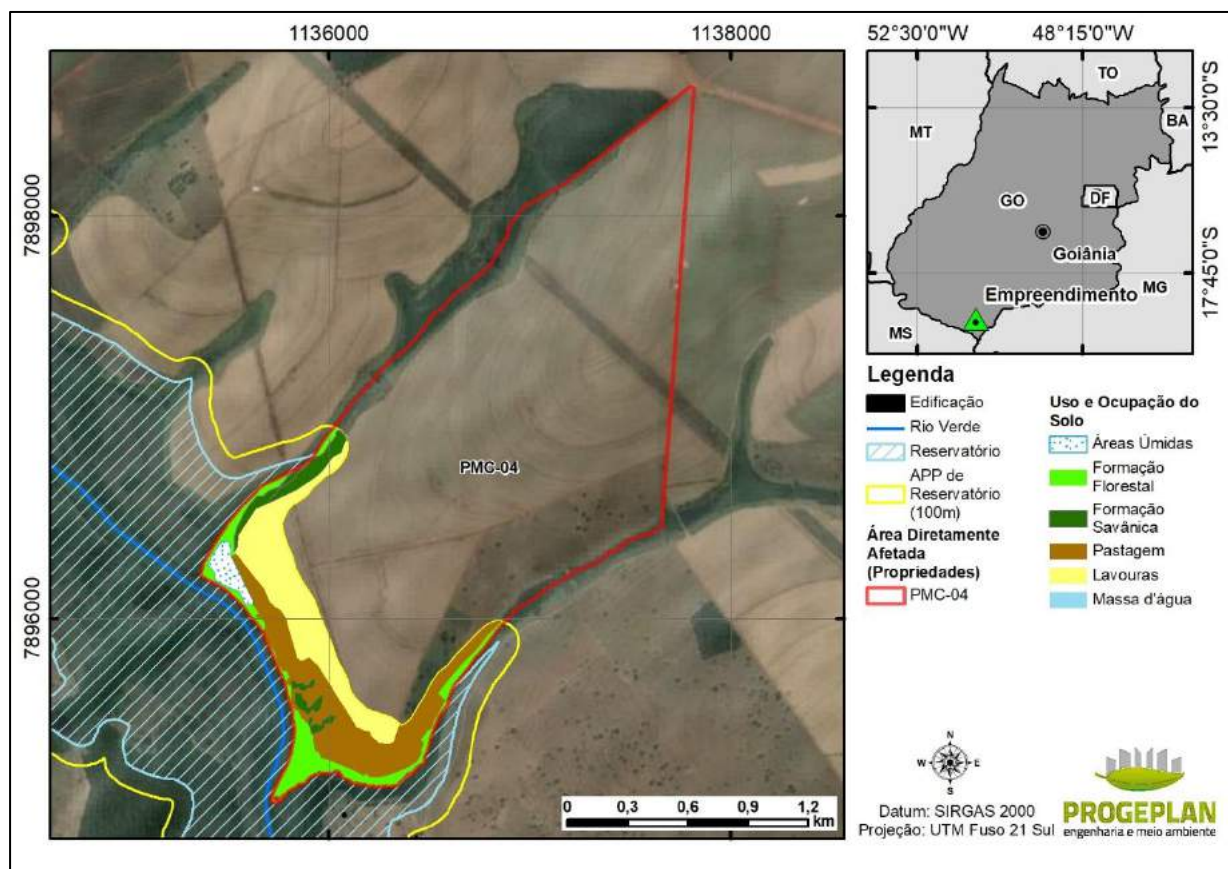 1136000
1138000
7898000
7896000
PMC-04
0 0,3 0,6 0,9 1,2
km
52°30'0"W
48°15'0"W
13°30'0"S
17°45'0"S
TO
MT
BA
GO
DF
Goiânia
MG
Empreendimento
MS
Legenda
Edificação
Rio Verde
Reservatório
APP de
Reservatório
(100m)
Área Diretamente
Afetada
(Propriedades)
PMC-04
Uso e Ocupação do
Solo
Áreas Úmidas
Formação
Florestal
Formação
Savânica
Pastagem
Lavouras
Massa d'água
N
W E
S
Datum: SIRGAS 2000
Projeção: UTM Fuso 21 Sul
PROGEPLAN
engenharia e meio ambiente